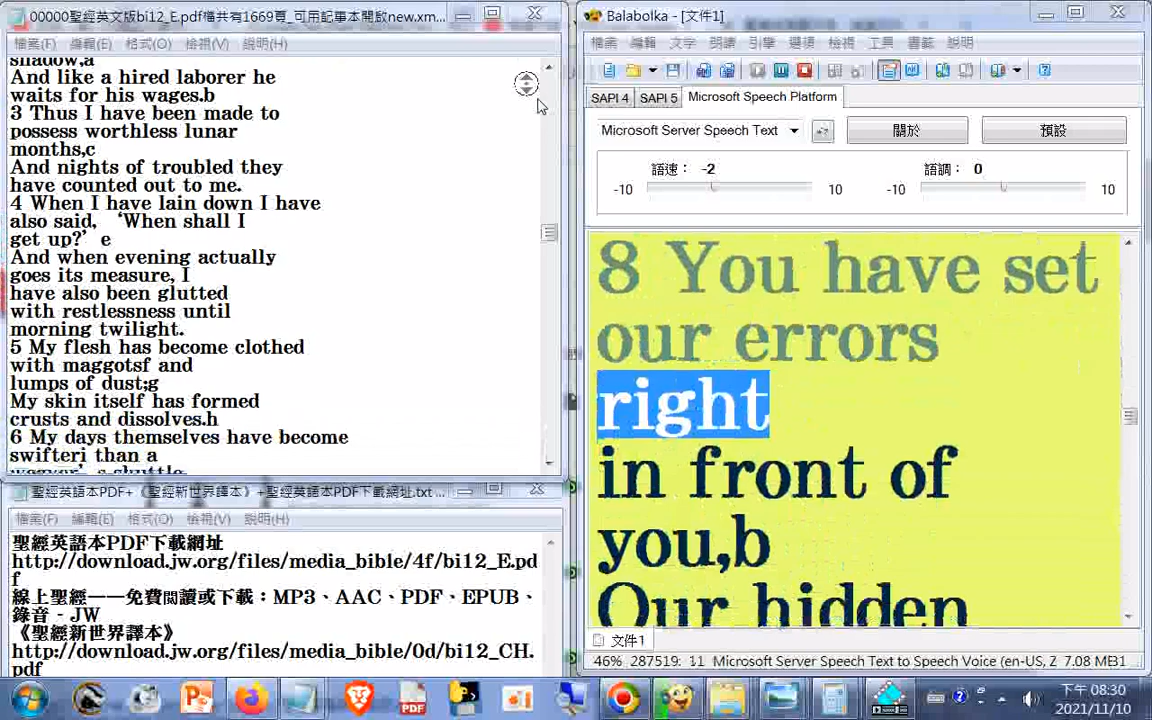 00000聖經英文版bi12_E.pdf檔共有1669頁_可用記事本開啟new.xm...
檔案(F) 編輯(E) 格式(O) 檢視(V) 說明(H)
shadow,a
And like a hired laborer he
waits for his wages.b
3 Thus I have been made to
possess worthless lunar
months,c
And nights of troubled they
have counted out to me.
4 When I have lain down I have
also said, ‘When shall I
get up?’ e
And when evening actually
goes its measure, I
have also been glutted
with restlessness until
morning twilight.
5 My flesh has become clothed
with maggotsf and
lumps of dust;g
My skin itself has formed
crusts and dissolves.h
6 My days themselves have become
swifteri than a
weaver’s shuttle
聖經英語本PDF+《聖經新世界譯本》+聖經英語本PDF下載網址.txt ...
檔案(F) 編輯(E) 格式(O) 檢視(V) 說明(H)
聖經英語本PDF下載網址
http://download.jw.org/files/media_bible/4f/bi12_E.pd
f
線上聖經——免費閱讀或下載：MP3、AAC、PDF、EPUB、
錄音 - JW
《聖經新世界譯本》
http://download.jw.org/files/media_bible/0d/bi12_CH.
pdf
Balabolka - [文件1]
檔案 編輯 文字 朗讀 引擎 選項 檢視 工具 書籤 說明
SAPI 4 SAPI 5 Microsoft Speech Platform
Microsoft Server Speech Text 關於 預設
語速： -2 語調： 0
-10 10 -10 10
8 You have set
our errors
right
in front of
you,b
Our hidden
文件1
46% 287519: 11 Microsoft Server Speech Text to Speech Voice (en-US, Z 7.08 MB
下午 08:30
2021/11/10